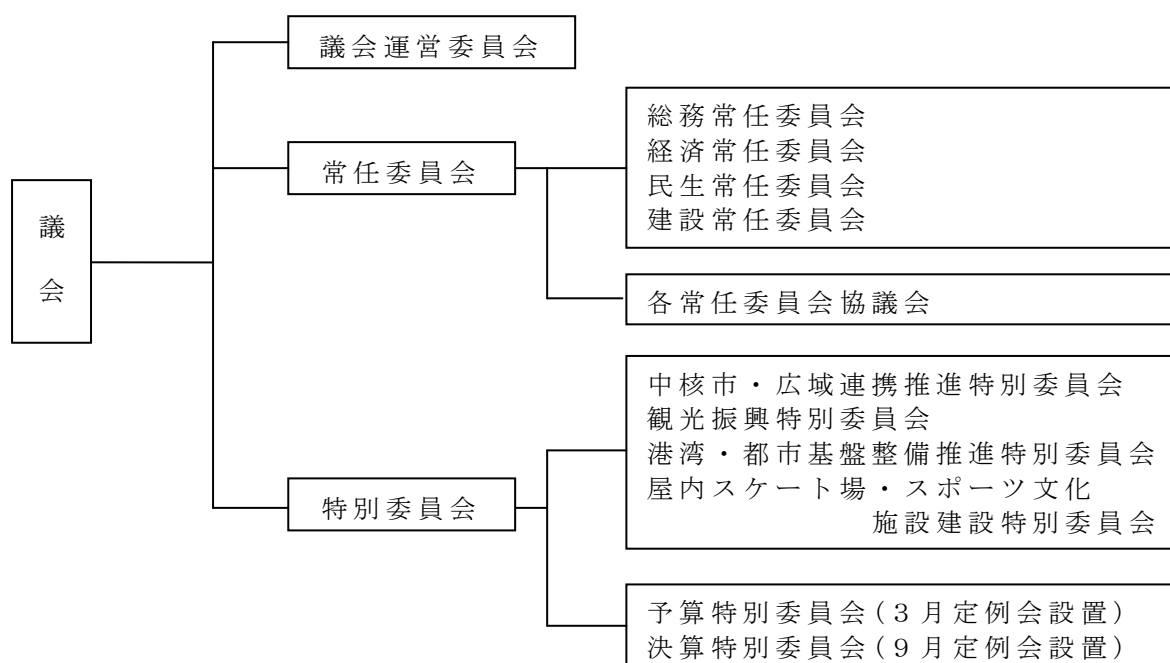 議会
議会運営委員会
常任委員会
総務常任委員会
経済常任委員会
民生常任委員会
建設常任委員会
各常任委員会協議会
特別委員会
中核市・広域連携推進特別委員会
観光振興特別委員会
港湾・都市基盤整備推進特別委員会
屋内スケート場・スポーツ文化
施設建設特別委員会
予算特別委員会(3月定例会設置)
決算特別委員会(9月定例会設置)